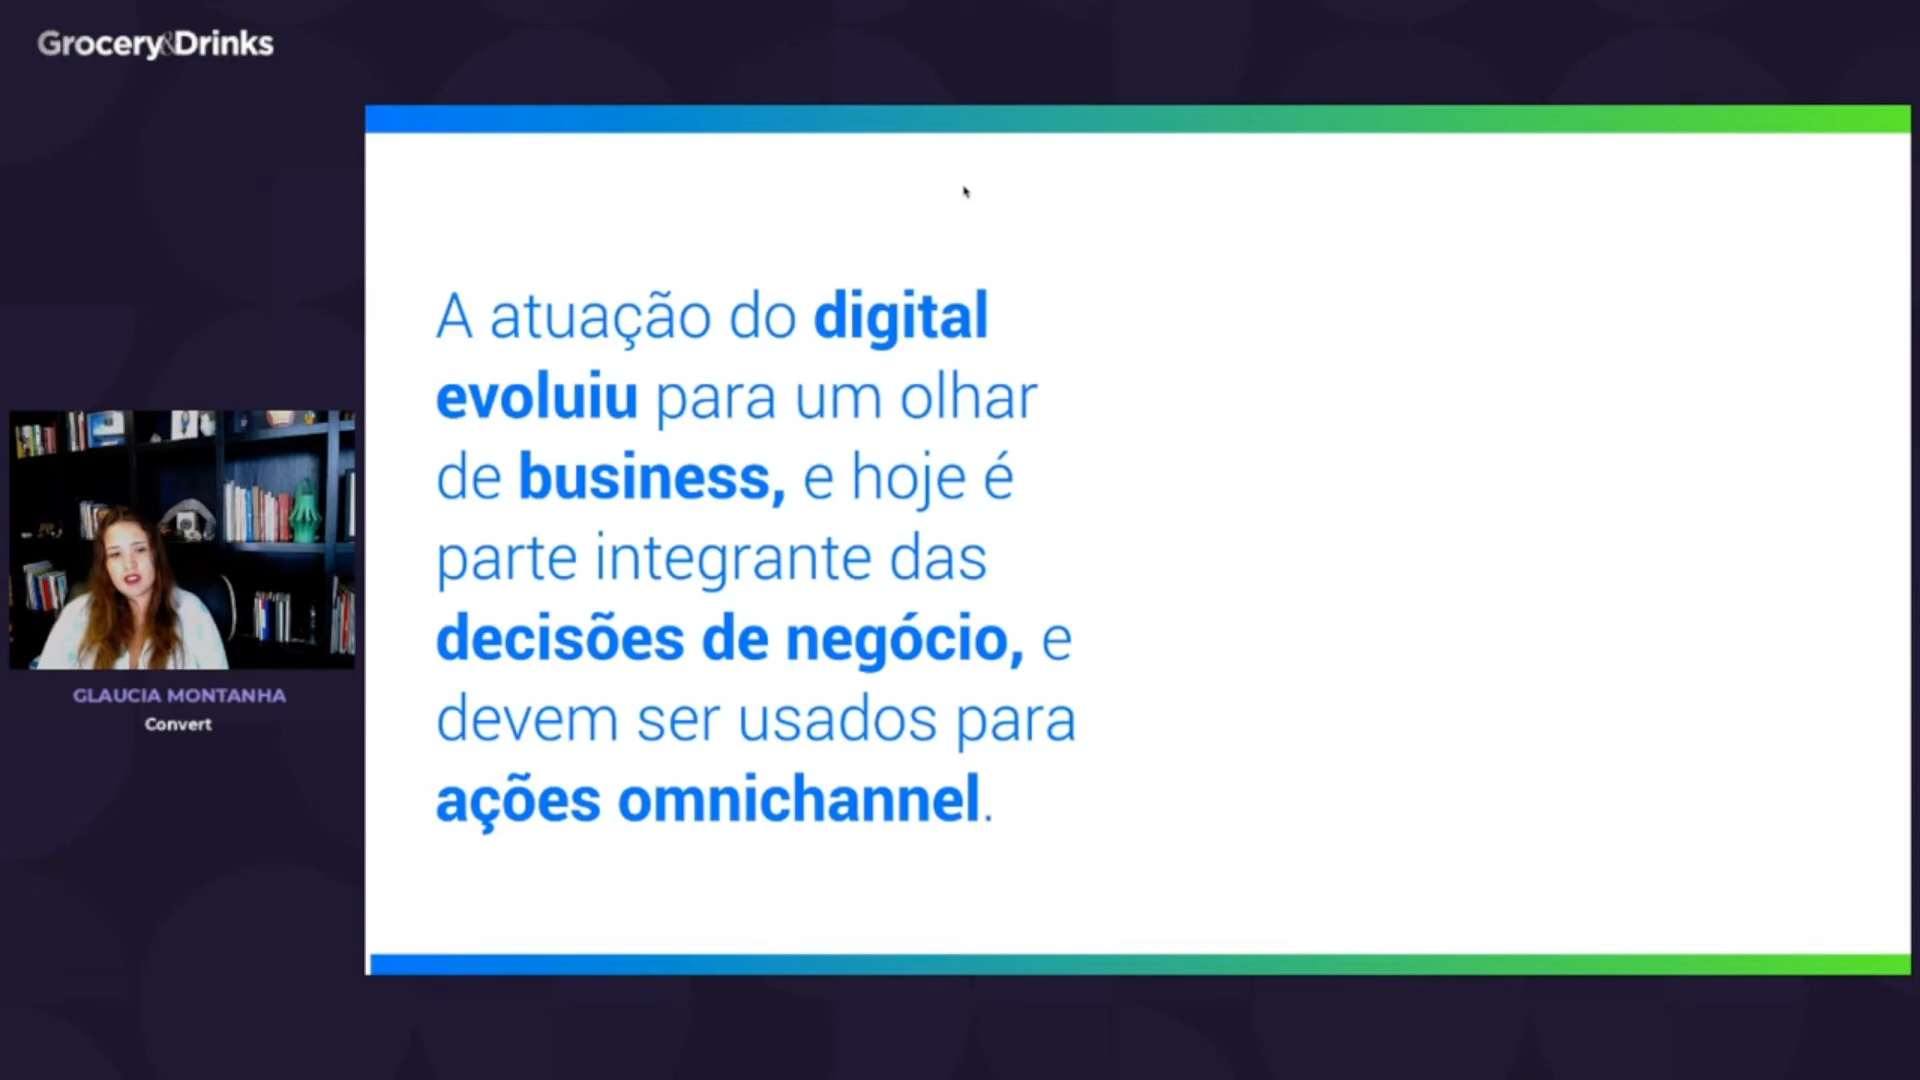 Grocery&Drinks
A atuação do digital
evoluiu para um olhar
de business, e hoje é
parte integrante das
decisões de negócio, e
devem ser usados para
ações omnichannel.
GLAUCIA MONTANHA
Convert